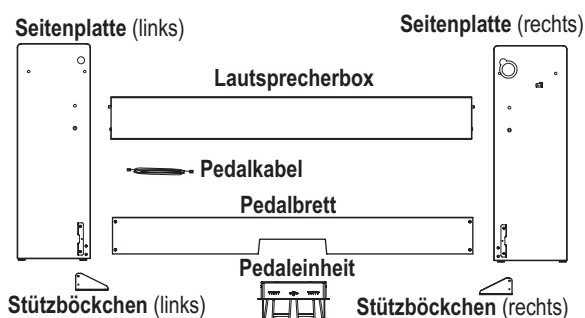 Seitenplatte (links)
Seitenplatte (rechts)
Lautsprecherbox
Pedalkabel
Pedalbrett
Pedaleinheit
Stützböckchen (links)
Stützböckchen (rechts)